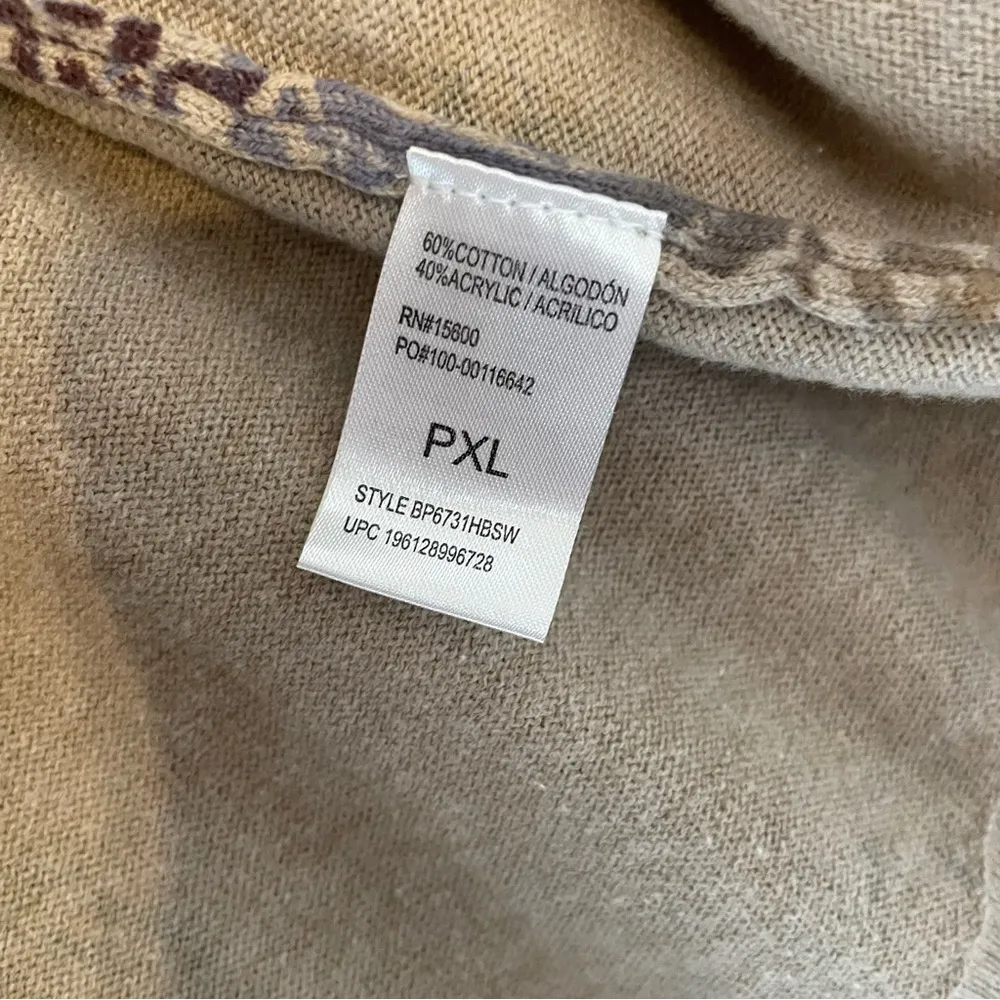 60%COTTON / ALGODÓN
40%ACRYLIC / ACRILICO
RN#15600
PO#100-00116642
PXL
STYLE BP6731HBSW
UPC 196128996728